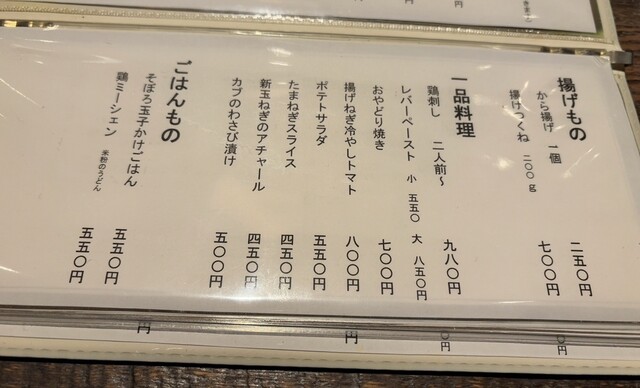 揚げもの
から揚げ 一個 二五〇円
揚げつくね 二〇〇g 七〇〇円
一品料理
鶏刺し 二人前〜 九八〇円
レバーペースト 小 五五〇 大 八五〇円
おやどり焼き 七〇〇円
揚げねぎ冷やしトマト 八〇〇円
ポテトサラダ 五五〇円
たまねぎスライス 四五〇円
新玉ねぎのアチャール 四五〇円
カブのわさび漬け 五〇〇円
ごはんもの
そぼろ玉子かけごはん 五五〇円
鶏ミーシェン 米粉のうどん 五五〇円